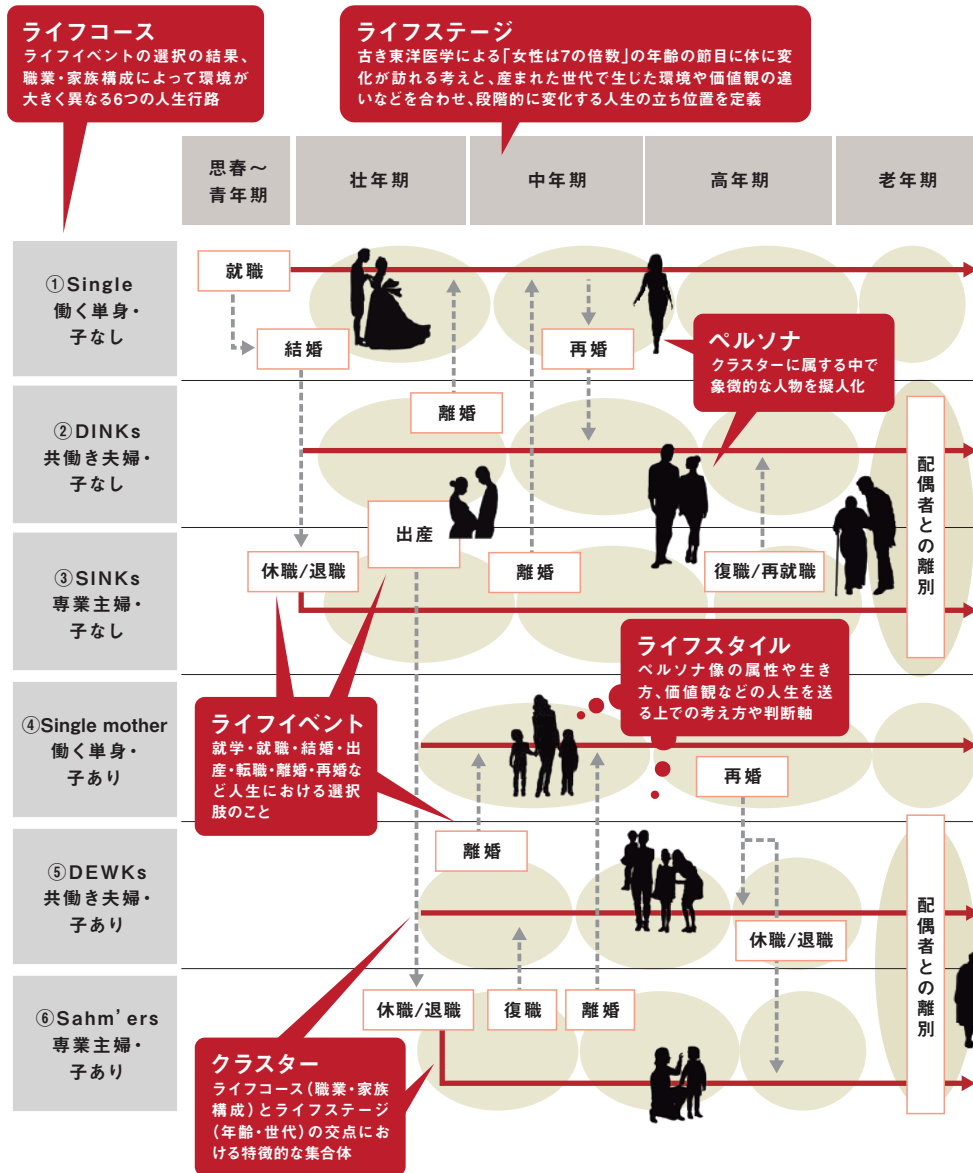 ライフコース
ライフイベントの選択の結果、
職業・家族構成によって環境が
大きく異なる6つの人生行路
ライフステージ
古き東洋医学による「女性は7の倍数」の年齢の節目に体に変
化が訪れる考えと、産まれた世代で生じた環境や価値観の違
いなどを合わせ、段階的に変化する人生の立ち位置を定義
思春〜
青年期
壮年期
中年期
高年期
老年期
①Single
働く単身・
子なし
就職
結婚
離婚
再婚
ペルソナ
クラスターに属する中で
象徴的な人物を擬人化
②DINKs
共働き夫婦・
子なし
出産
配偶者との離別
③SINKs
専業主婦・
子なし
休職/退職
離婚
復職/再就職
ライフスタイル
ペルソナ像の属性や生き
方、価値観などの人生を送
る上での考え方や判断軸
④Single mother
働く単身・
子あり
ライフイベント
就学・就職・結婚・出
産・転職・離婚・再婚な
ど人生における選択
肢のこと
再婚
離婚
⑤DEWKs
共働き夫婦・
子あり
休職/退職
配偶者との離別
⑥Sahm'ers
専業主婦・
子あり
休職/退職
復職
離婚
クラスター
ライフコース(職業・家族
構成)とライフステージ
(年齢・世代)の交点にお
ける特徴的な集合体